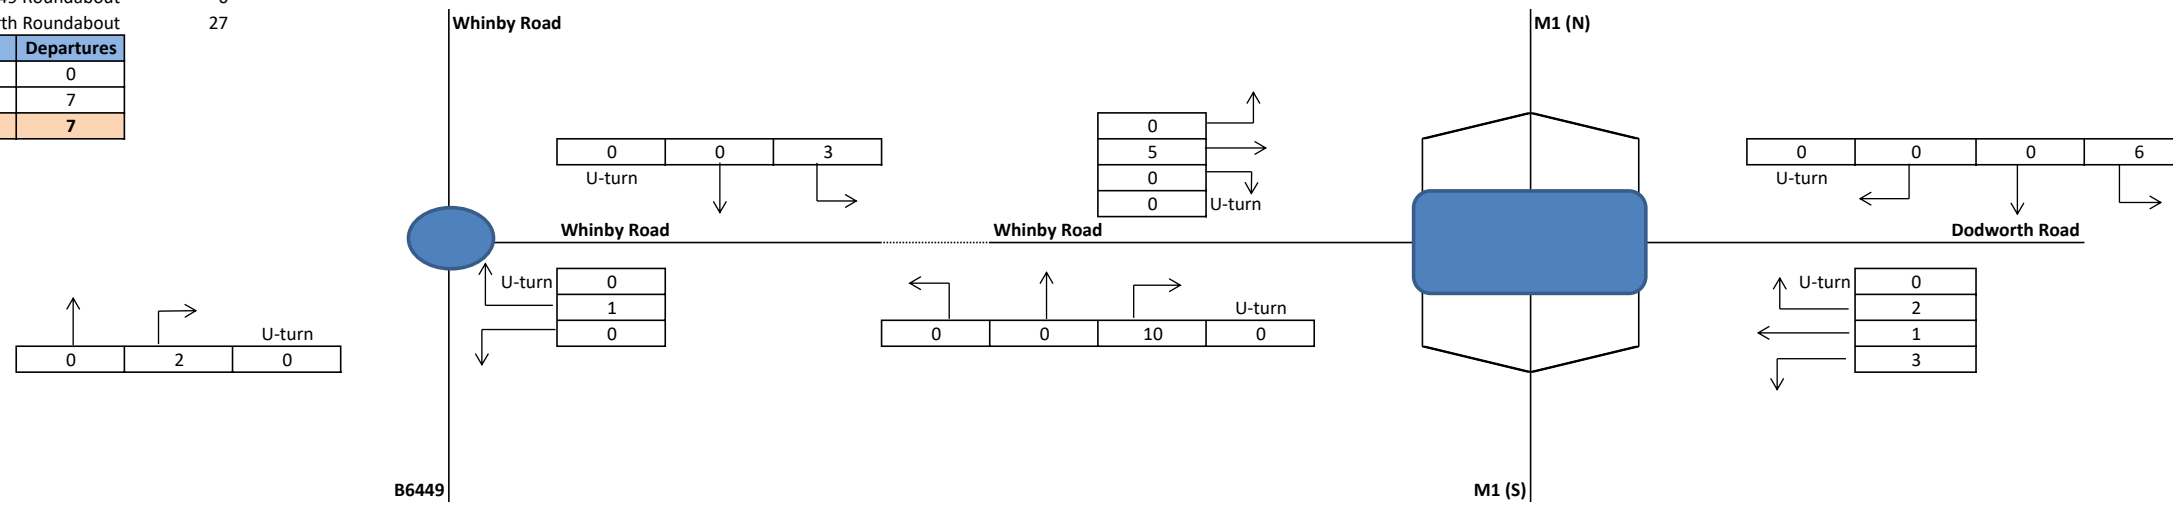 Roundabout
rth Roundabout 27
Departures
0
7
7
Whinby Road
M1 (N)
0
5
0
0
U-turn
0 0 3
U-turn
0 0 0 6
U-turn
Whinby Road
Whinby Road
Dodworth Road
U-turn 0
1
0
U-turn
0 2 0
U-turn
0 0 10 0
U-turn 0
2
1
3
B6449
M1 (S)